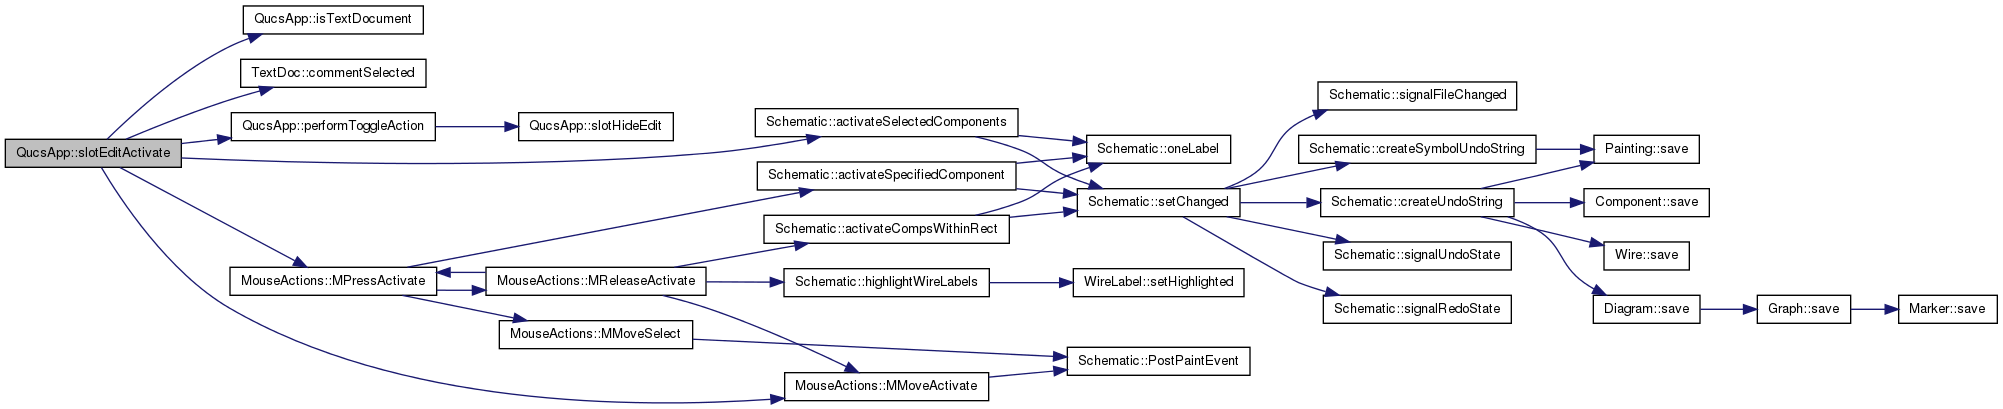 QucsApp::slotEditActivate
QucsApp::isTextDocument
TextDoc::commentSelected
QucsApp::performToggleAction
QucsApp::slotHideEdit
MouseActions::MPressActivate
MouseActions::MReleaseActivate
MouseActions::MMoveSelect
Schematic::activateSelectedComponents
Schematic::activateSpecifiedComponent
Schematic::activateCompsWithinRect
Schematic::highlightWireLabels
MouseActions::MMoveActivate
Schematic::oneLabel
Schematic::setChanged
WireLabel::setHighlighted
Schematic::PostPaintEvent
Schematic::signalFileChanged
Schematic::createSymbolUndoString
Schematic::createUndoString
Schematic::signalUndoState
Schematic::signalRedoState
Painting::save
Component::save
Wire::save
Diagram::save
Graph::save
Marker::save